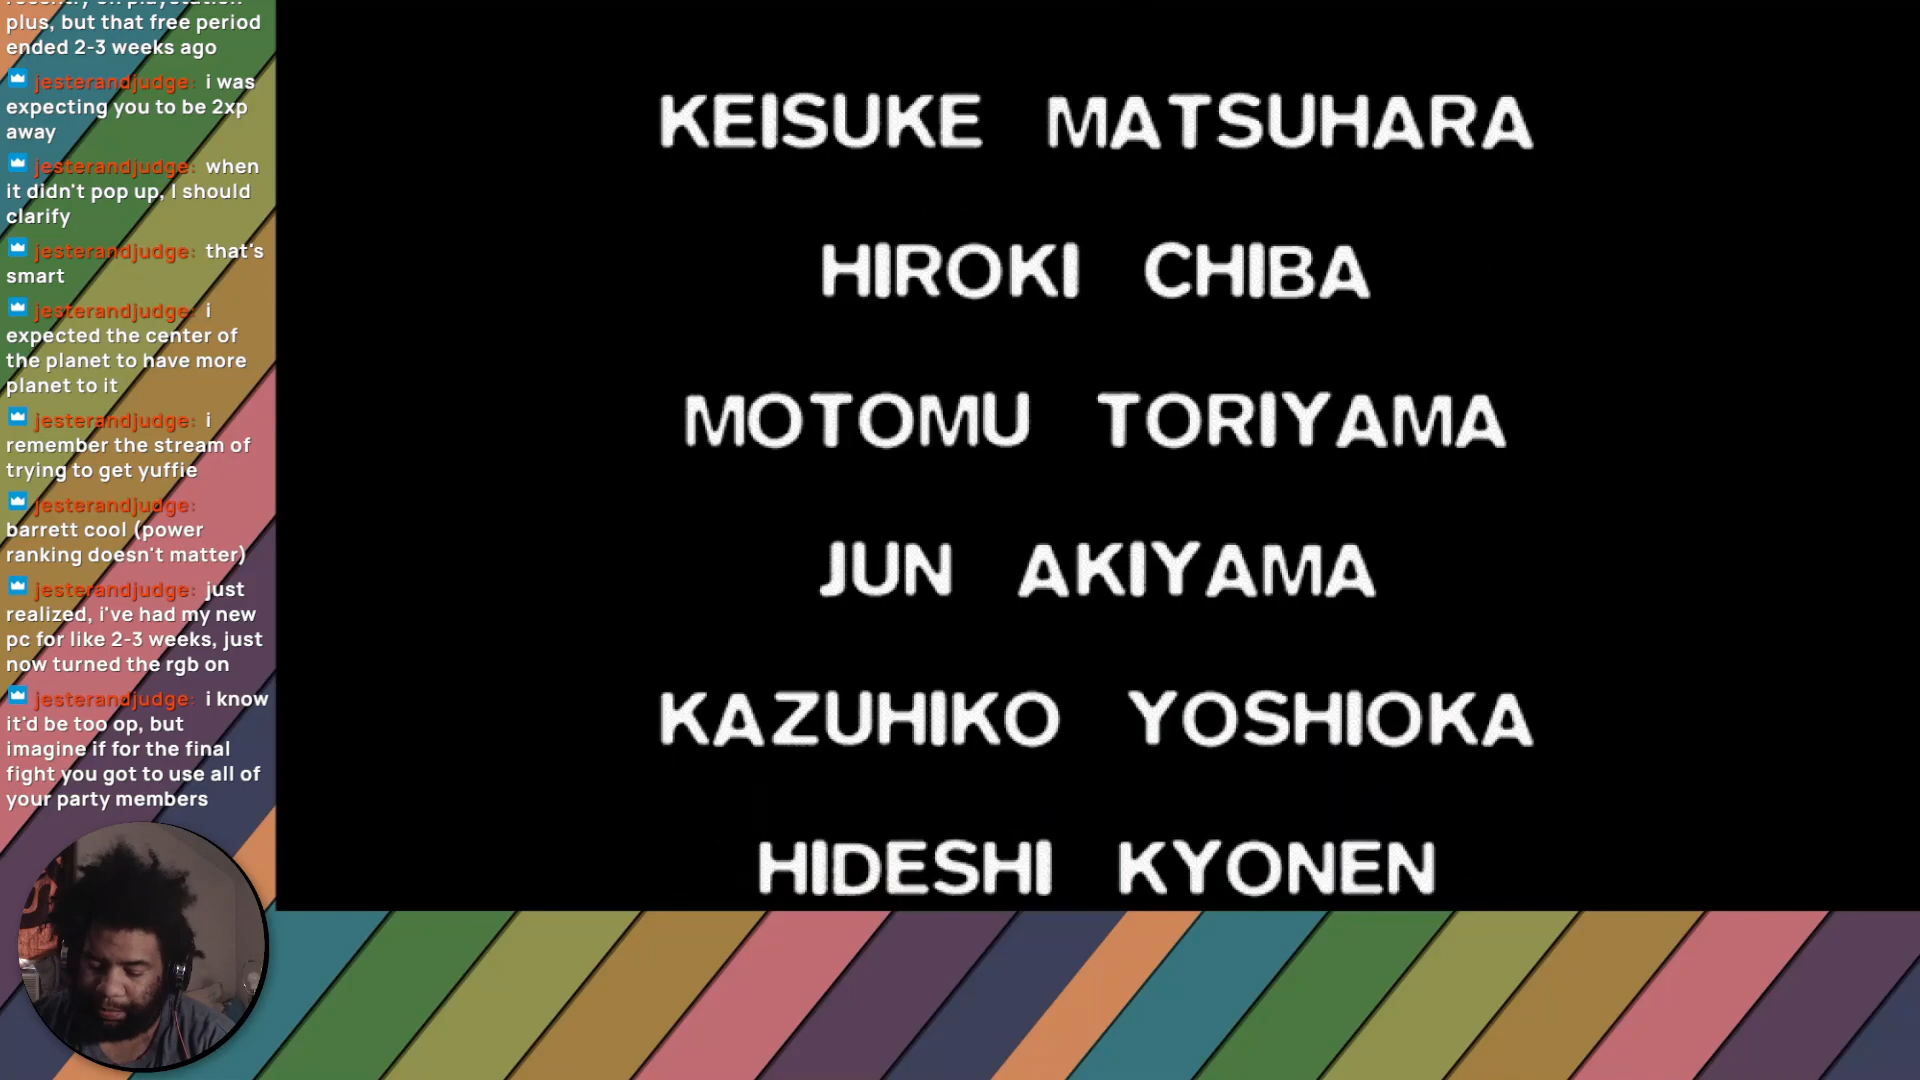 plus, but that free period
ended 2-3 weeks ago
jesterandjudge: i was
expecting you to be 2xp
away
jesterandjudge: when
it didn't pop up, I should
clarify
jesterandjudge: that's
smart
jesterandjudge: i
expected the center of
the planet to have more
planet to it
jesterandjudge: i
remember the stream of
trying to get yuffie
jesterandjudge:
barrett cool (power
ranking doesn't matter)
jesterandjudge: just
realized, i've had my new
pc for like 2-3 weeks, just
now turned the rgb on
jesterandjudge: i know
it'd be too op, but
imagine if for the final
fight you got to use all of
your party members
KEISUKE MATSUHARA
HIROKI CHIBA
MOTOMU TORIYAMA
JUN AKIYAMA
KAZUHIKO YOSHIOKA
HIDESHI KYONEN